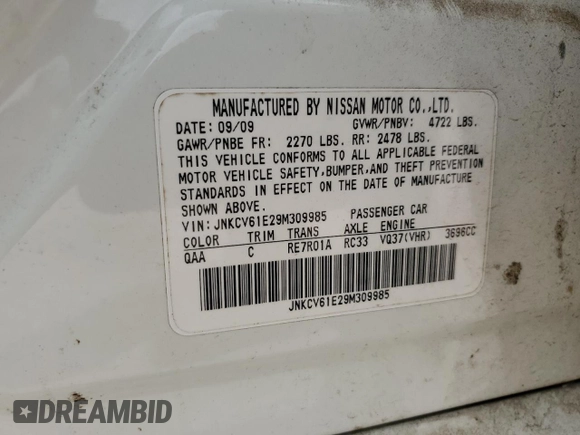 MANUFACTURED BY NISSAN MOTOR CO.,LTD.
DATE: 09/09 GVWR/PNBV: 4722 LBS.
GAWR/PNBE FR: 2270 LBS. RR: 2478 LBS.
THIS VEHICLE CONFORMS TO ALL APPLICABLE FEDERAL
MOTOR VEHICLE SAFETY,BUMPER,AND THEFT PREVENTION
STANDARDS IN EFFECT ON THE DATE OF MANUFACTURE
SHOWN ABOVE.
VIN: JNKCV61E29M309985 PASSENGER CAR
COLOR TRIM TRANS AXLE ENGINE
QAA C RE7R01A RC33 VQ37(VHR) 3696CC
JNKCV61E29M309985
DREAMBID